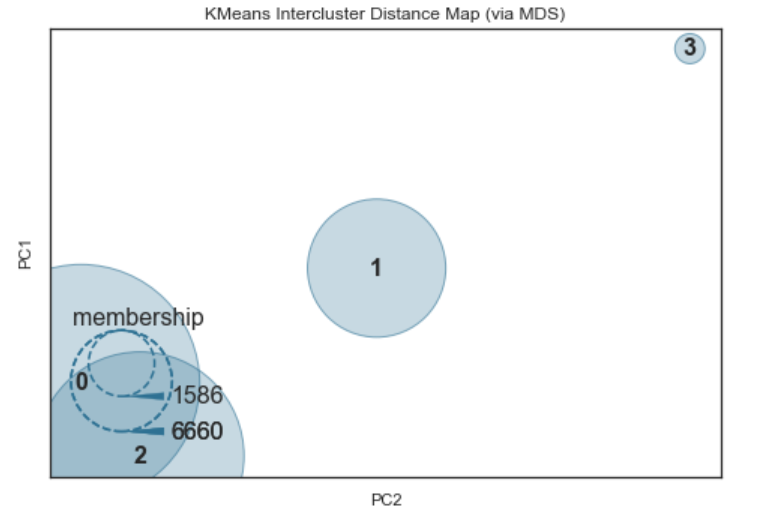 KMeans Intercluster Distance Map (via MDS)
3
PC1
1
membership
0
1586
6660
2
PC2